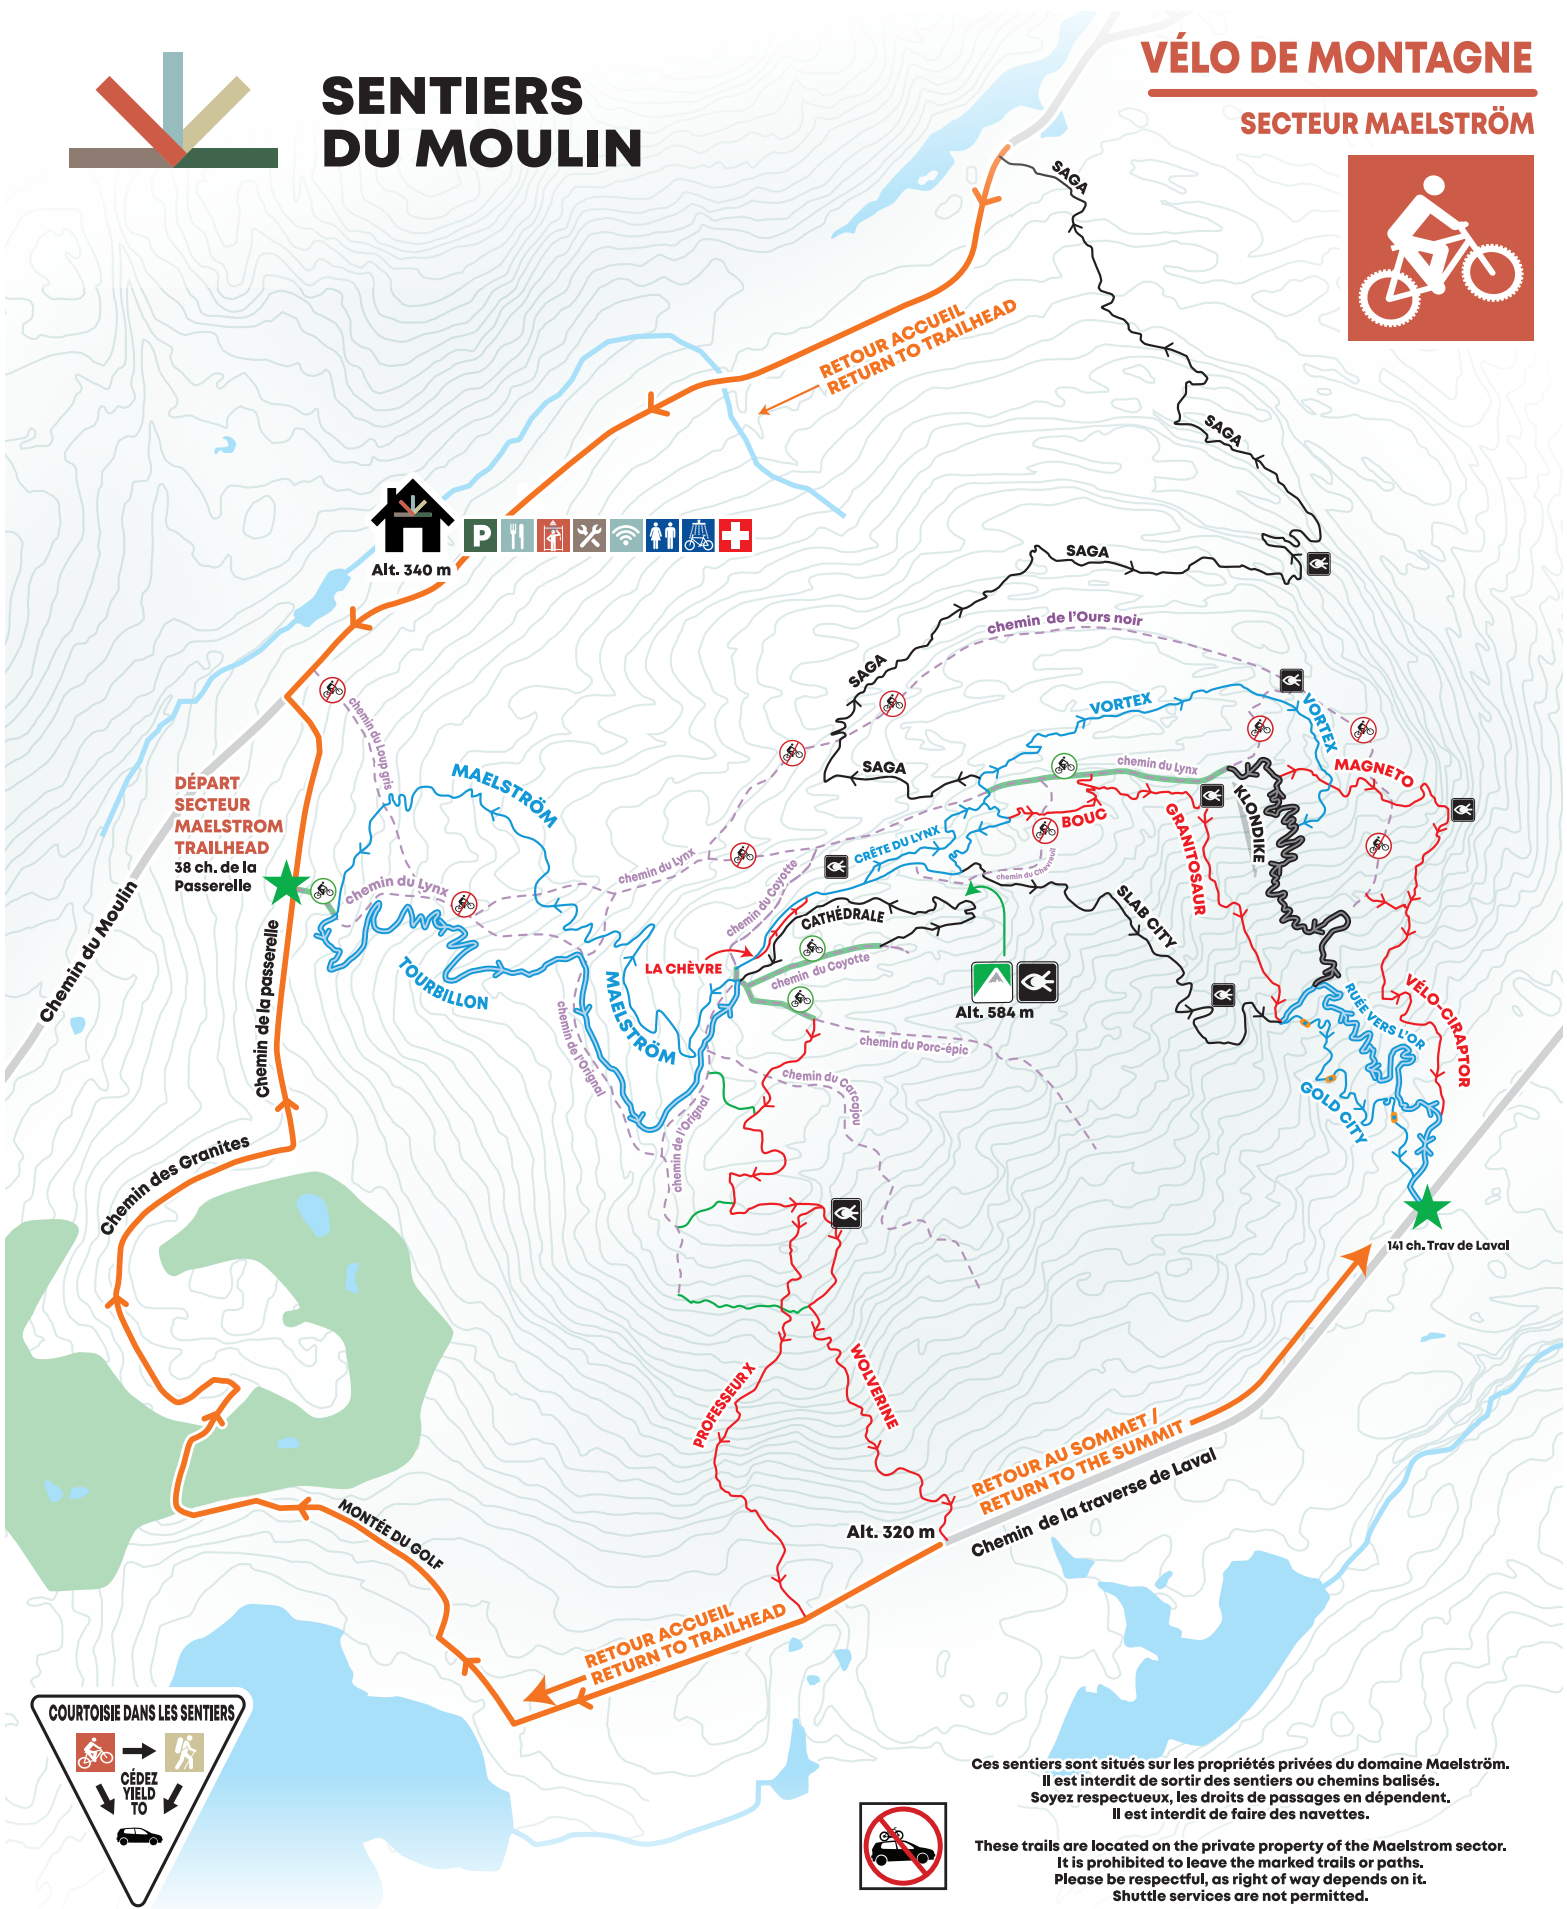 SENTIERS
DU MOULIN
VÉLO DE MONTAGNE
SECTEUR MAELSTRÖM
SAGA
RETOUR ACCUEIL
RETURN TO TRAILHEAD
SAGA
P
Alt. 340 m
SAGA
chemin de l'Ours noir
SAGA
VORTEX
VORTEX
chemin du Loup gris
SAGA
chemin du Lynx
MAGNETO
MAELSTRÖM
DÉPART
SECTEUR
MAELSTROM
TRAILHEAD
38 ch. de la
Passerelle
KLONDIKE
BOUC
GRANITOSAUR
CRÊTE DU LYNX
chemin du Lynx
chemin du Chevreuil
chemin du Lynx
chemin du Coyotte
CATHÉDRALE
SLAB CITY
Chemin du Moulin
Chemin de la passerelle
LA CHÈVRE
TOURBILLON
MAELSTRÖM
chemin du Coyotte
Alt. 584 m
VÉLO-CIRAPTOR
RUÉE VERS L'OR
chemin de l'Orignal
chemin du Porc-épic
chemin du Carcajou
GOLD CITY
chemin de l'Orignal
Chemin des Granites
141 ch. Trav de Laval
WOLVERINE
PROFESSEUR X
RETOUR AU SOMMET /
RETURN TO THE SUMMIT
Chemin de la traverse de Laval
MONTÉE DU GOLF
Alt. 320 m
RETOUR ACCUEIL
RETURN TO TRAILHEAD
COURTOISIE DANS LES SENTIERS
CÉDEZ
YIELD
TO
Ces sentiers sont situés sur les propriétés privées du domaine Maelström.
Il est interdit de sortir des sentiers ou chemins balisés.
Soyez respectueux, les droits de passages en dépendent.
Il est interdit de faire des navettes.
These trails are located on the private property of the Maelstrom sector.
It is prohibited to leave the marked trails or paths.
Please be respectful, as right of way depends on it.
Shuttle services are not permitted.